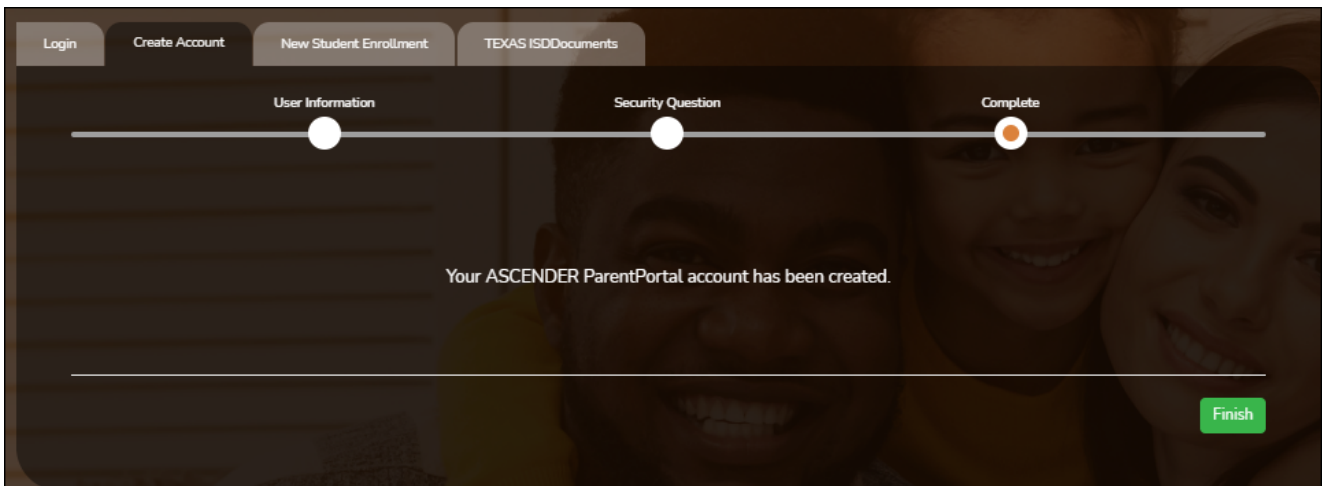 Login Create Account New Student Enrollment TEXAS ISDDocuments
User Information Security Question Complete
Your ASCENDER ParentPortal account has been created.
Finish